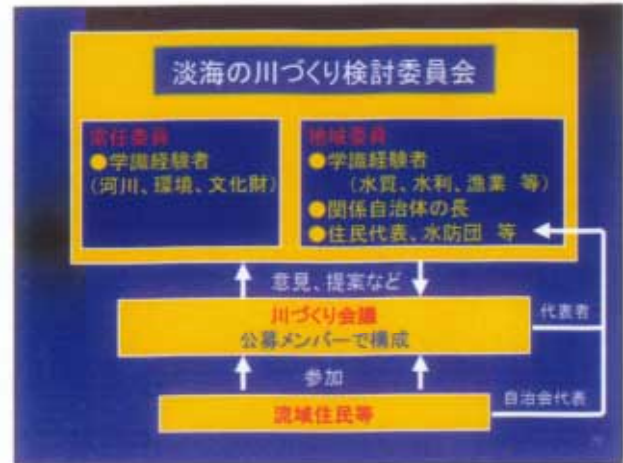 淡海の川づくり検討委員会
常任委員
●学識経験者
(河川、環境、文化財)
地域委員
●学識経験者
(水質、水利、漁業 等)
●関係自治体の長
●住民代表、水防団 等
意見、提案など
川づくり会議
公募メンバーで構成
代表者
参加
自治会代表
流域住民等